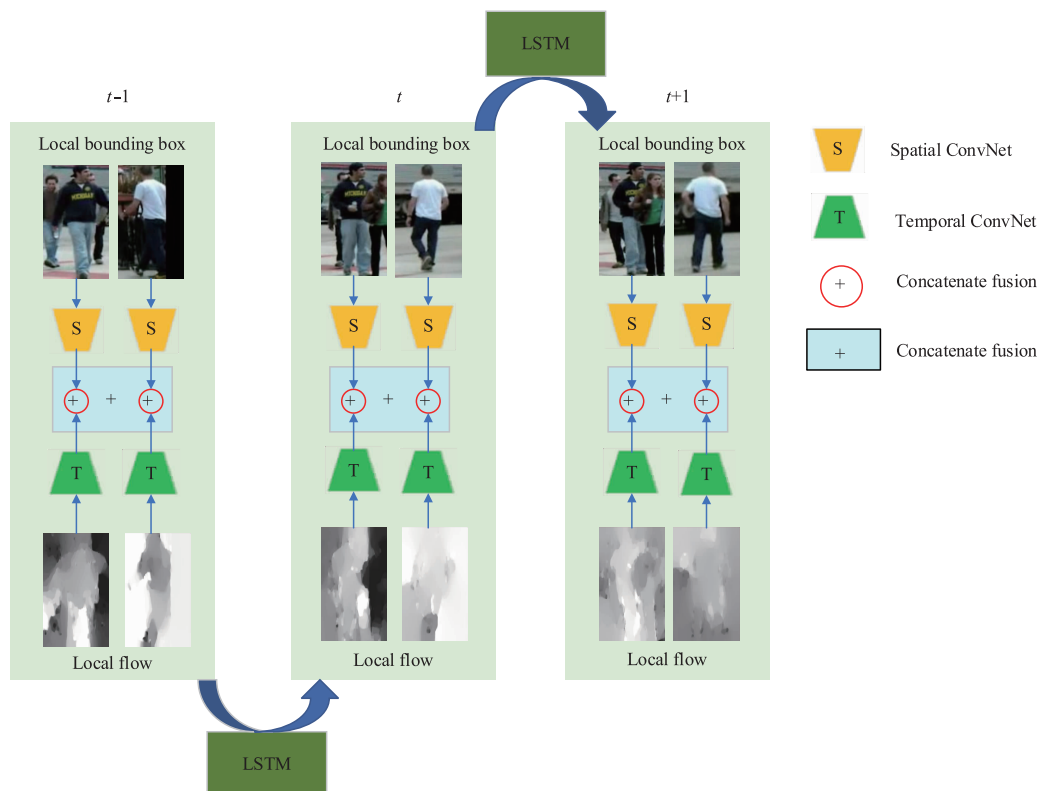 LSTM
t-1
t
t+1
Local bounding box
Local bounding box
Local bounding box
MICHIGAN
S
Spatial ConvNet
T
Temporal ConvNet
+
Concatenate fusion
+
Concatenate fusion
S S
S S
S S
+ + +
+ + +
+ + +
T T
T T
T T
Local flow
Local flow
Local flow
LSTM